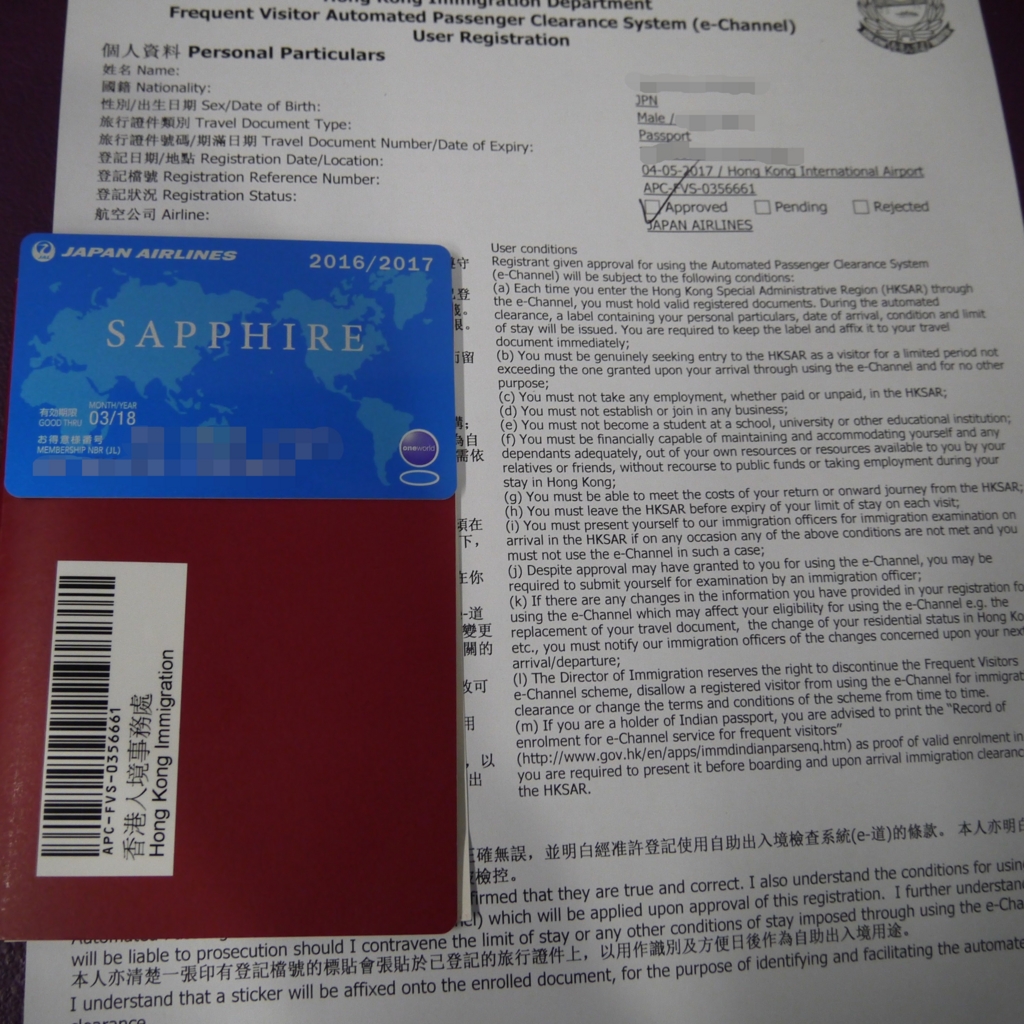 Hong Kong Immigration Department
Frequent Visitor Automated Passenger Clearance System (e-Channel)
User Registration
個人資料 Personal Particulars
姓名 Name:
國籍 Nationality:
JPN
性別/出生日期 Sex/Date of Birth:
Male /
旅行證件類別 Travel Document Type:
Passport
旅行證件號碼/期滿日期 Travel Document Number/Date of Expiry:
登記日期/地點 Registration Date/Location:
04-05-2017 / Hong Kong International Airport
登記檔號 Registration Reference Number:
APC-FVS-0356661
登記狀況 Registration Status:
Approved Pending Rejected
航空公司 Airline:
JAPAN AIRLINES
JAPAN AIRLINES
2016/2017
SAPPHIRE
MONTH/YEAR
有効期限
GOOD THRU 03/18
お得意様番号
MEMBERSHIP NBR (JL)
oneworld
APC-FVS-0356661
香港入境事務處
Hong Kong Immigration
User conditions
Registrant given approval for using the Automated Passenger Clearance System
(e-Channel) will be subject to the following conditions:
(a) Each time you enter the Hong Kong Special Administrative Region (HKSAR) through
the e-Channel, you must hold valid registered documents. During the automated
clearance, a label containing your personal particulars, date of arrival, condition and limit
of stay will be issued. You are required to keep the label and affix it to your travel
document immediately;
(b) You must be genuinely seeking entry to the HKSAR as a visitor for a limited period not
exceeding the one granted upon your arrival through using the e-Channel and for no other
purpose;
(c) You must not take any employment, whether paid or unpaid, in the HKSAR;
(d) You must not establish or join in any business;
(e) You must not become a student at a school, university or other educational institution;
(f) You must be financially capable of maintaining and accommodating yourself and any
dependants adequately, out of your own resources or resources available to you by your
relatives or friends, without recourse to public funds or taking employment during your
stay in Hong Kong;
(g) You must be able to meet the costs of your return or onward journey from the HKSAR;
(h) You must leave the HKSAR before expiry of your limit of stay on each visit;
(i) You must present yourself to our immigration officers for immigration examination on
arrival in the HKSAR if on any occasion any of the above conditions are not met and you
must not use the e-Channel in such a case;
(j) Despite approval may have granted to you for using the e-Channel, you may be
required to submit yourself for examination by an immigration officer;
(k) If there are any changes in the information you have provided in your registration fo
using the e-Channel which may affect your eligibility for using the e-Channel e.g. the
replacement of your travel document, the change of your residential status in Hong Ko
etc., you must notify our immigration officers of the changes concerned upon your next
arrival/departure;
(l) The Director of Immigration reserves the right to discontinue the Frequent Visitors
e-Channel scheme, disallow a registered visitor from using the e-Channel for immigrat
clearance or change the terms and conditions of the scheme from time to time.
(m) If you are a holder of Indian passport, you are advised to print the "Record of
enrolment for e-Channel service for frequent visitors"
(http://www.gov.hk/en/apps/immdindianparsenq.htm) as proof of valid enrolment in
you are required to present it before boarding and upon arrival immigration clearanc
the HKSAR.
確無誤，並明白經准許登記使用自助出入境檢查系統(e-道)的條款。 本人亦明白
檢控。
firmed that they are true and correct. I also understand the conditions for using
el) which will be applied upon approval of this registration. I further understan
will be liable to prosecution should I contravene the limit of stay or any other conditions of stay imposed through using the e-Cha
本人亦清楚一張印有登記檔號的標貼會張貼於已登記的旅行證件上，以用作識別及方便日後作為自助出入境用途。
I understand that a sticker will be affixed onto the enrolled document, for the purpose of identifying and facilitating the automate
clearance.